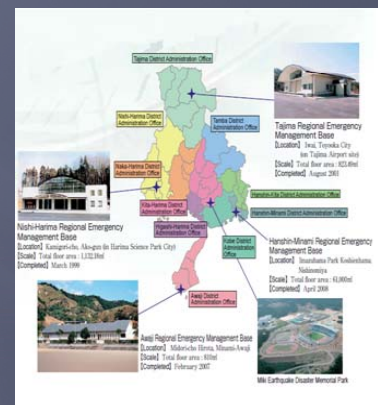 Tajima District Administration Office
Nishi-Harima District
Administration Office
Tamba District
Administration Office
Tajima Regional Emergency
Management Base
【Location】 Iwai, Toyooka City
(on Tajima Airport site)
【Scale】 Total floor area : 823.49㎡
【Completed】 August 2003
Naka-Harima District
Administration Office
Kita-Harima District
Administration Office
Hanshin-Kita District Administration Office
Hanshin-Minami District Administration Office
Higashi-Harima District
Administration Office
Kobe District
Administration
Office
Nishi-Harima Regional Emergency
Management Base
【Location】 Kamigori-cho, Ako-gun (in Harima Science Park City)
【Scale】 Total floor area : 1,132.18㎡
【Completed】 March 1999
Hanshin-Minami Regional Emergency
Management Base
【Location】 Imazuhama Park Koshienhama,
Nishinomiya
【Scale】 Total floor area : 61,000㎡
【Completed】 April 2008
Awaji District
Administration Office
Awaji Regional Emergency Management Base
【Location】 Midori-cho Hirota, Minami-Awaji
【Scale】 Total floor area : 810㎡
【Completed】 February 2007
Miki Earthquake Disaster Memorial Park